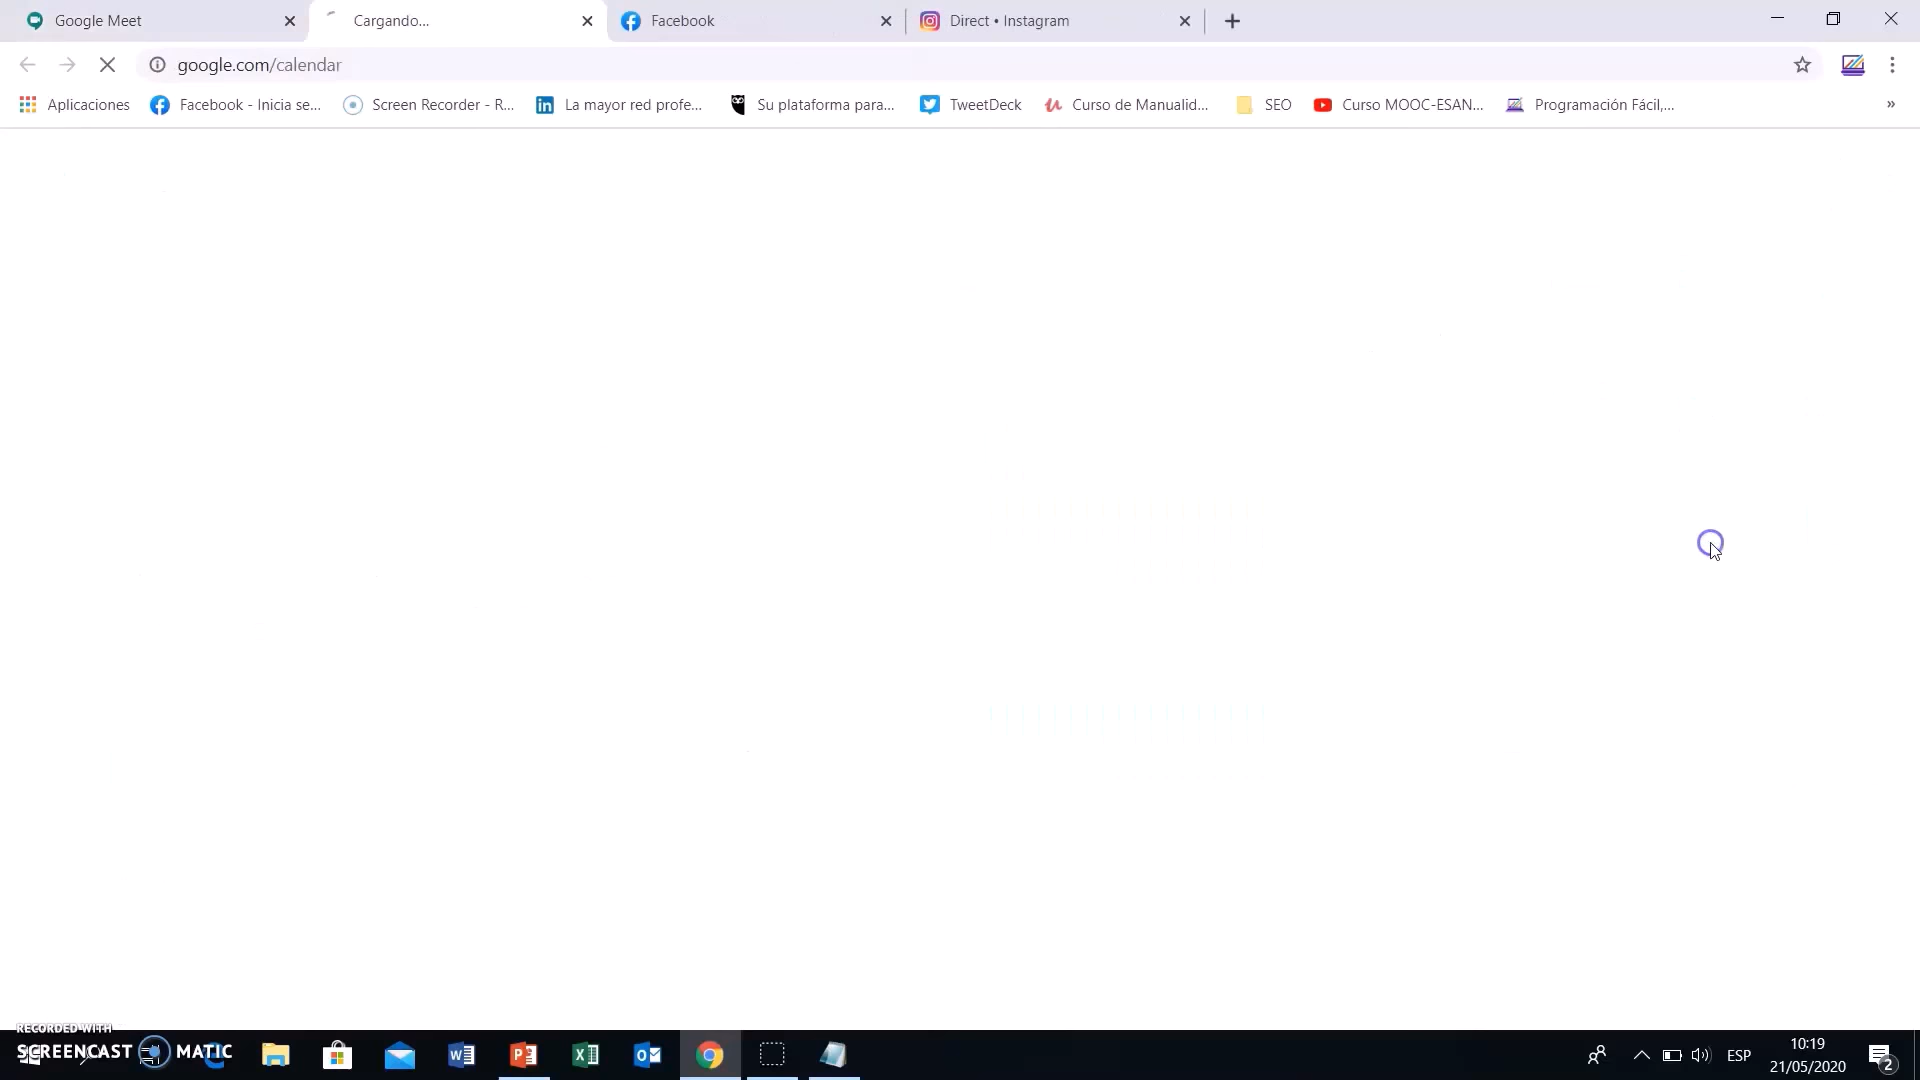 Google Meet
Cargando...
Facebook
Direct • Instagram
google.com/calendar
Aplicaciones
Facebook - Inicia se...
Screen Recorder - R...
La mayor red profe...
Su plataforma para...
TweetDeck
Curso de Manualid...
SEO
Curso MOOC-ESAN...
Programación Fácil,...
»
RECORDED WITH
SCREENCAST MATIC
ESP
10:19
21/05/2020
2